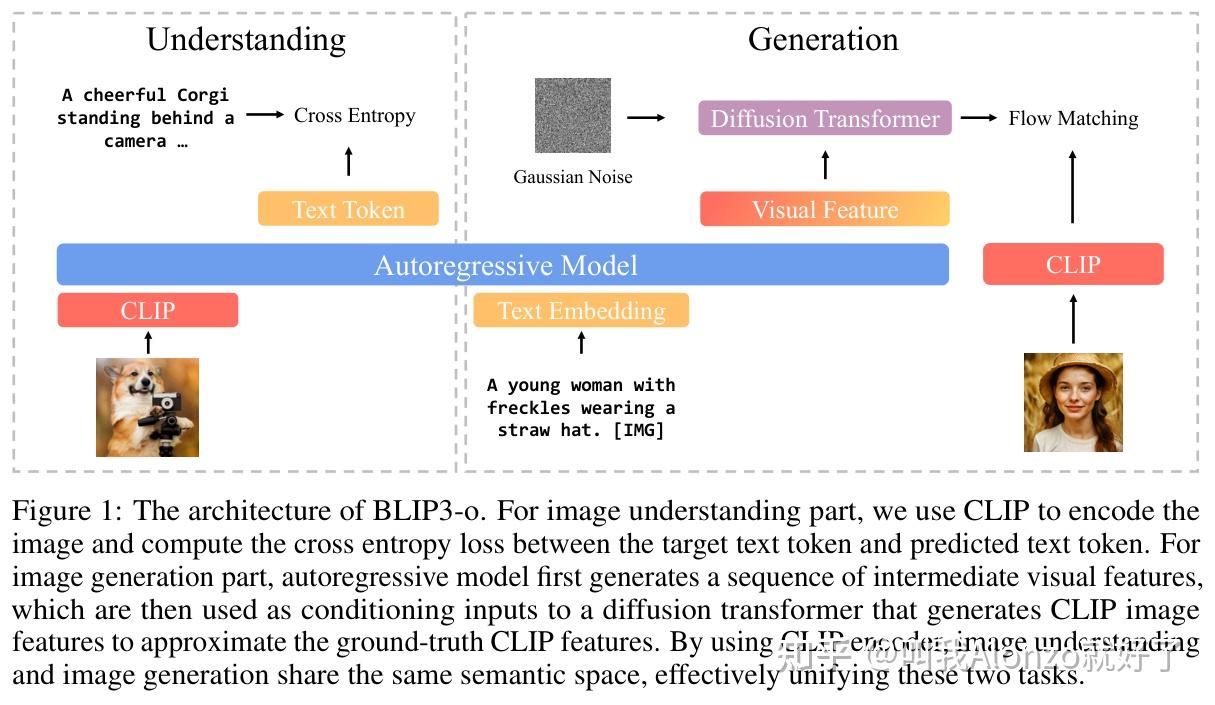 Understanding
A cheerful Corgi
standing behind a
camera …
Cross Entropy
Text Token
Generation
Gaussian Noise
Diffusion Transformer
Flow Matching
Visual Feature
Autoregressive Model
CLIP
CLIP
Text Embedding
A young woman with
freckles wearing a
straw hat. [IMG]
Figure 1: The architecture of BLIP3-o. For image understanding part, we use CLIP to encode the
image and compute the cross entropy loss between the target text token and predicted text token. For
image generation part, autoregressive model first generates a sequence of intermediate visual features,
which are then used as conditioning inputs to a diffusion transformer that generates CLIP image
features to approximate the ground-truth CLIP features. By using CLIP encoder, image understanding
and image generation share the same semantic space, effectively unifying these two tasks.
知乎 @叫我Alonzo就好了